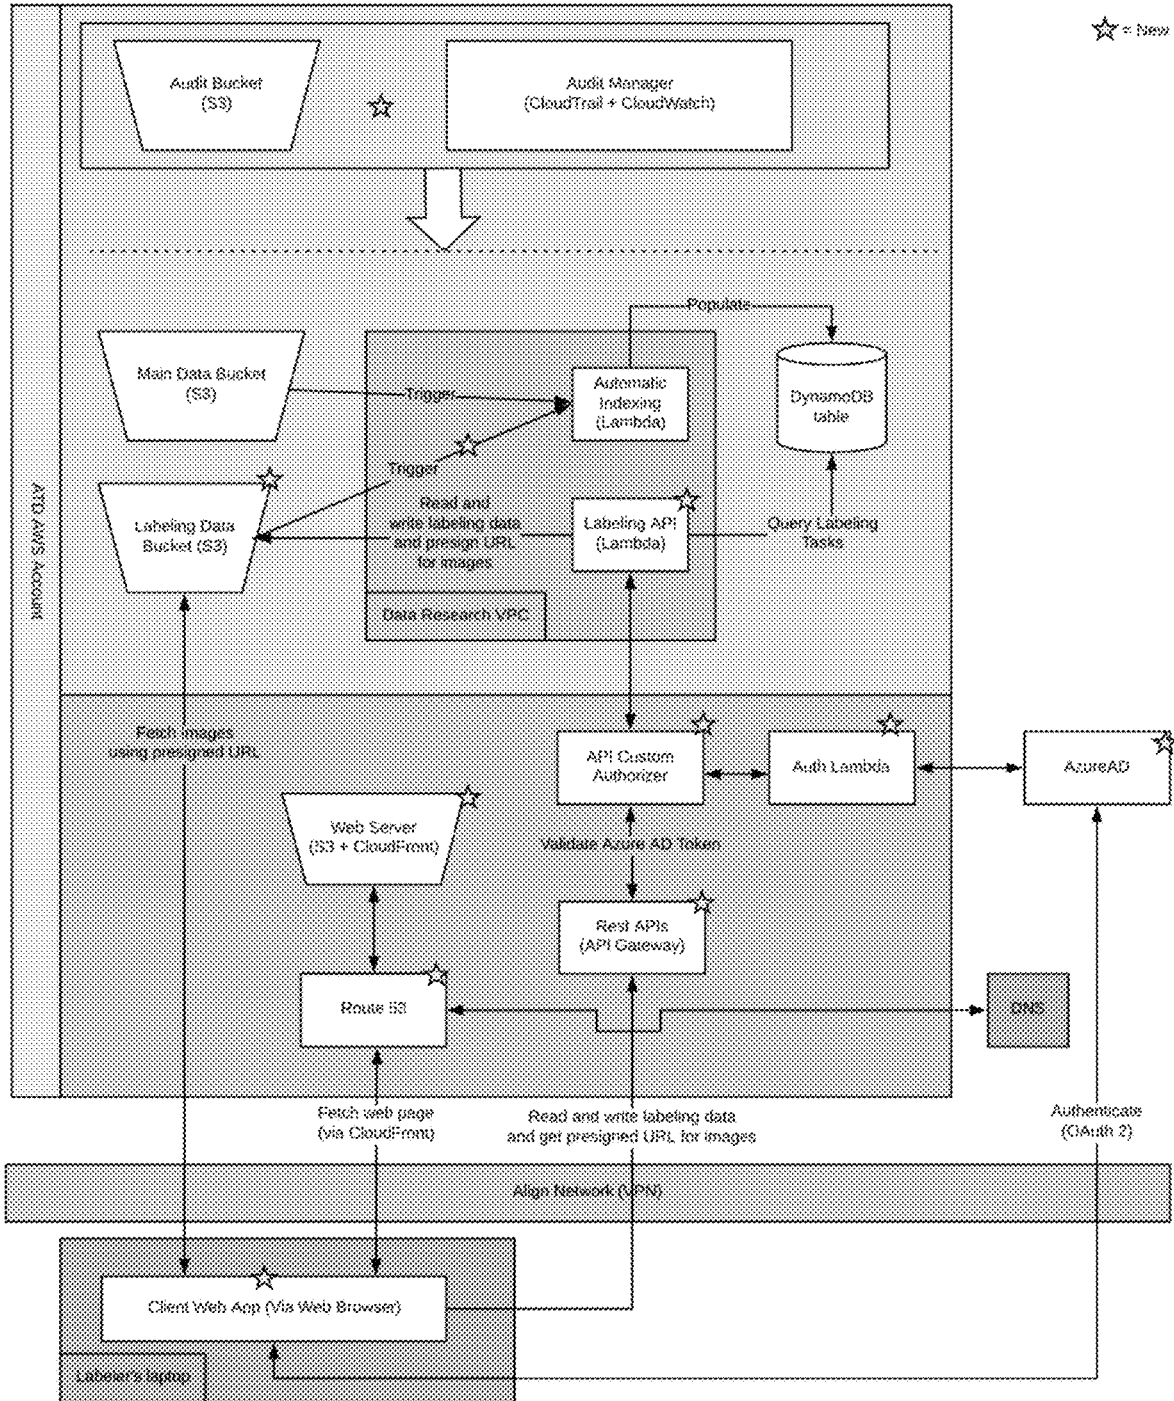 = New
Audit Bucket
(S3)
Audit Manager
(CloudTrail + CloudWatch)
Populate
Main Data Bucket
(S3)
Trigger
Automatic
Indexing
(Lambda)
DynamoDB
table
Trigger
Labeling Data
Bucket (S3)
Read and
write labeling data
and presign URL
for images
Labeling API
(Lambda)
Query Labeling
Tasks
Data Research VPC
ATD AWS Account
Fetch images
using presigned URL
API Custom
Authorizer
Auth Lambda
AzureAD
Web Server
(S3 + CloudFront)
Validate Azure AD Token
Rest APIs
(API Gateway)
Route 53
DNS
Fetch web page
(via CloudFront)
Read and write labeling data
and get presigned URL for images
Authenticate
(OAuth 2)
Align Network (VPN)
Client Web App (Via Web Browser)
Labeler's laptop